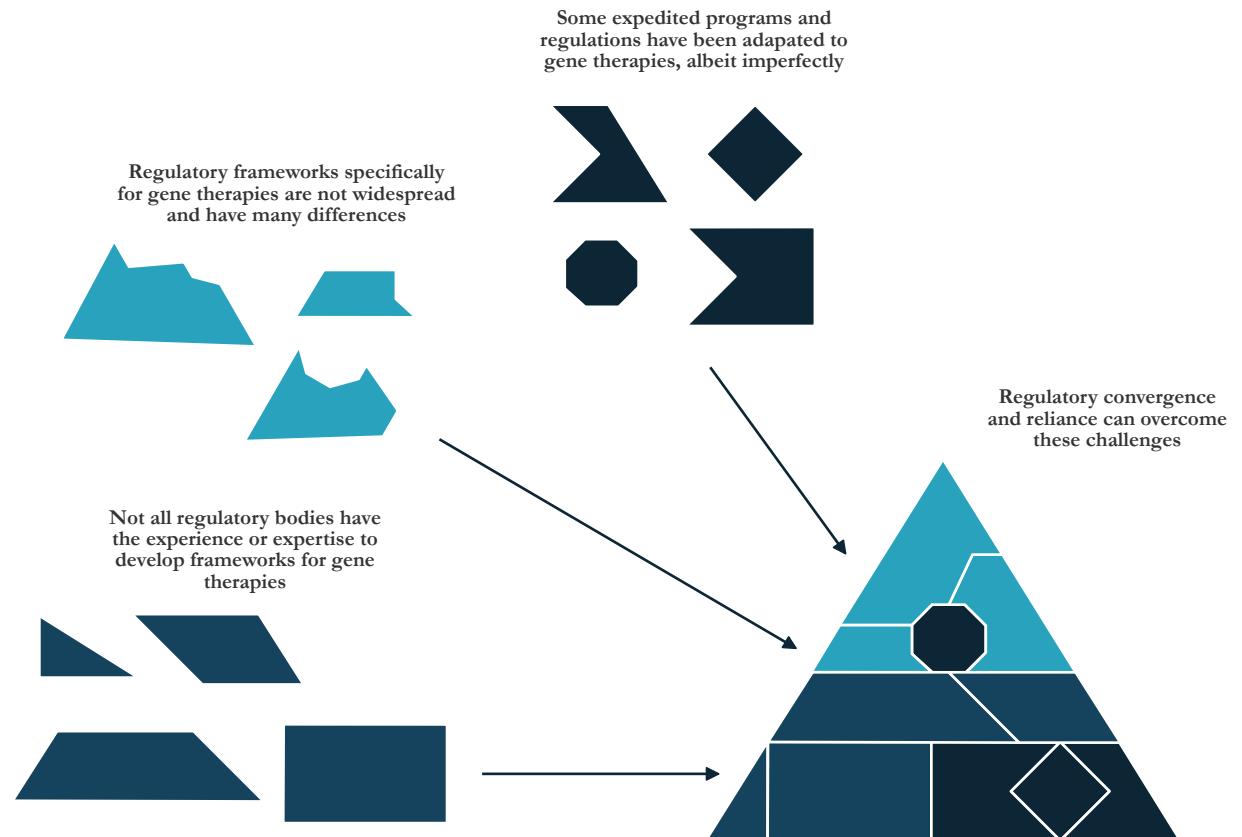 Some expedited programs and
regulations have been adapated to
gene therapies, albeit imperfectly
Regulatory frameworks specifically
for gene therapies are not widespread
and have many differences
Regulatory convergence
and reliance can overcome
these challenges
Not all regulatory bodies have
the experience or expertise to
develop frameworks for gene
therapies